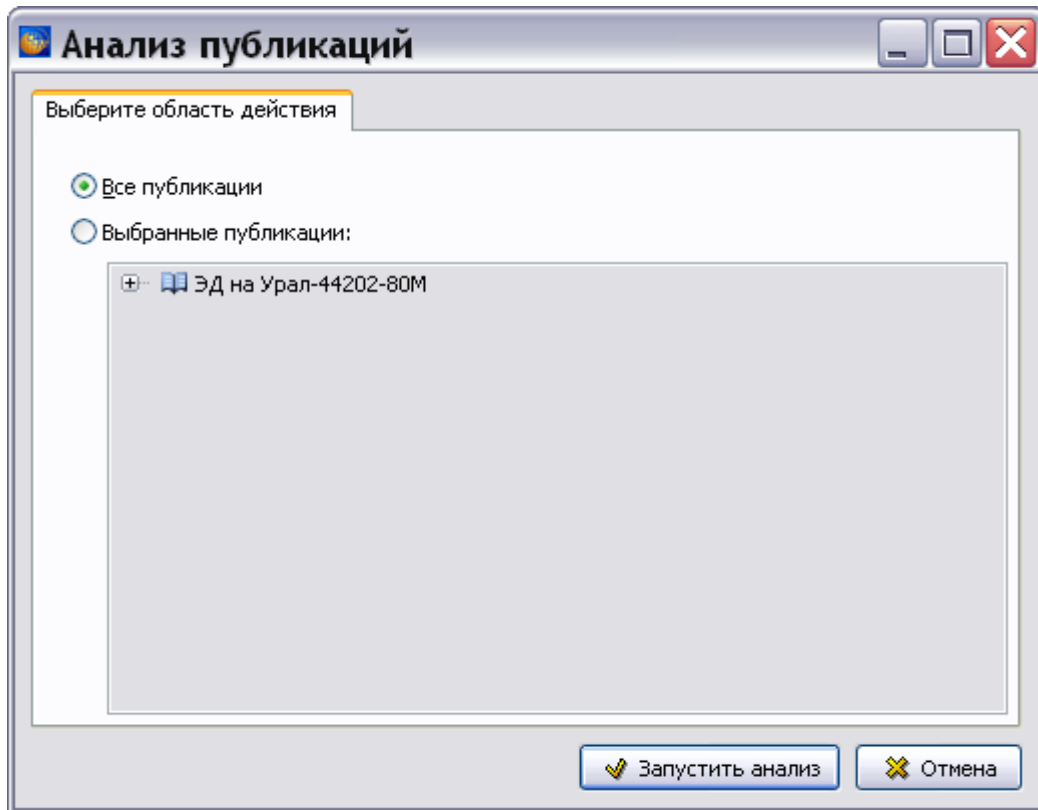 Анализ публикаций
Выберите область действия
Все публикации
Выбранные публикации:
ЭД на Урал-44202-80М
Запустить анализ
Отмена